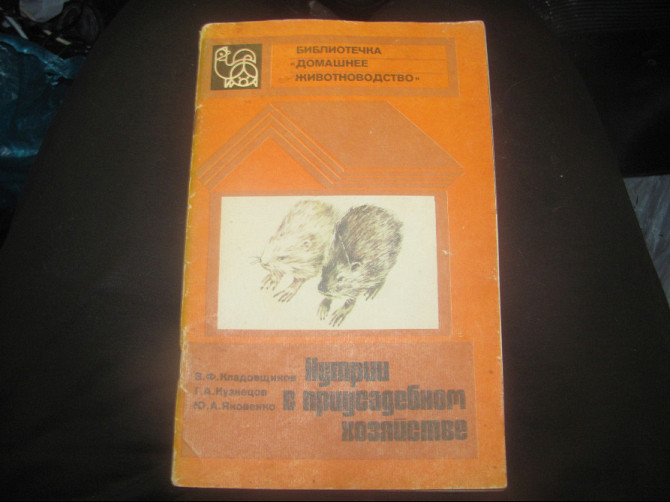 БИБЛИОТЕЧКА
«ДОМАШНЕЕ
ЖИВОТНОВОДСТВО»
В.Ф.Кладовщиков
Г.А.Кузнецов
Ю.А.Яковенко
Нутрии
в приусадебном
хозяйстве